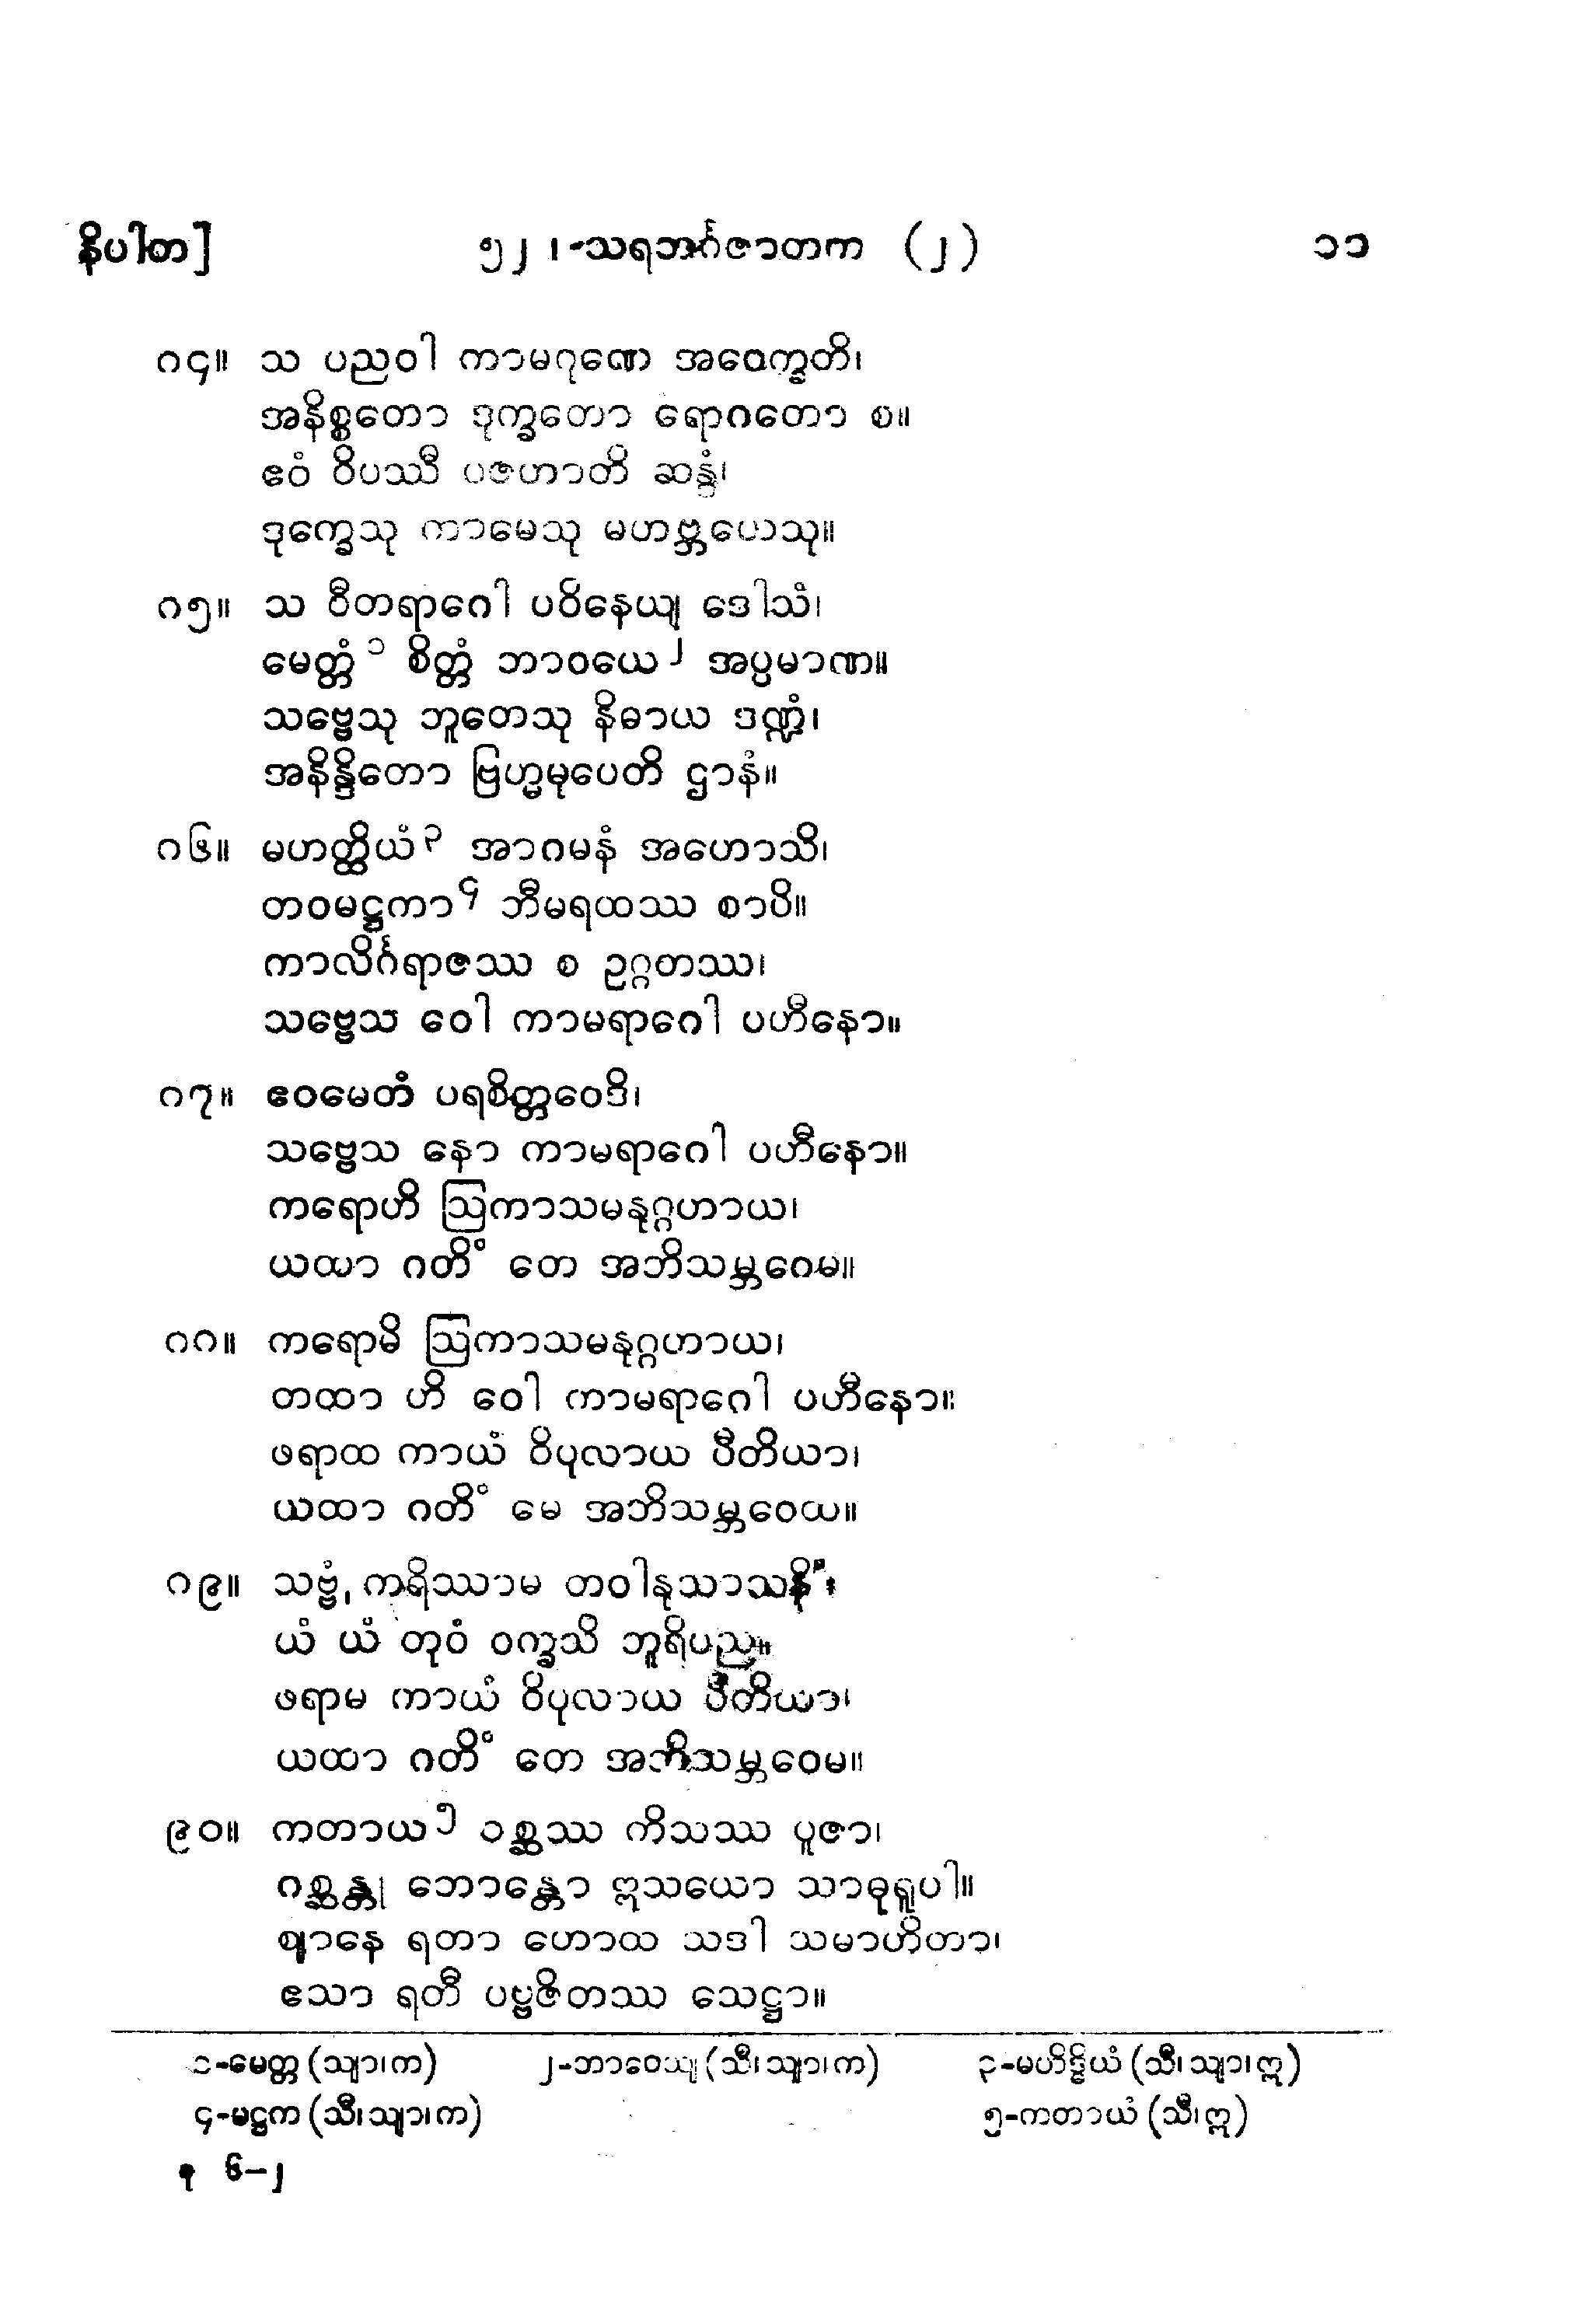 နိပါတ]
၅၂၊-သရဘင်္ဂဇာတက (၂)
၁၁
ဂ၄။ သ ပညဝါ ကာမဂုဏေ အဝေက္ခတိ၊
အနိစ္စတော ဒုက္ခတော ရောဂတော စ။
ဧဝံ ဝိပဿီ ပဇဟာတိ ဆန္ဒံ၊
ဒုက္ခေသု ကာမေသု မဟဗ္ဘယေသု။
ဂ၅။ သ ဝီတရာဂေါ ပဝိနေယျ ဒေါသံ၊
မေတ္တံ ၁ စိတ္တံ ဘာဝယေ ၂ အပ္ပမာဏ။
သဗ္ဗေသု ဘူတေသု နိဓာယ ဒဏ္ဍံ၊
အနိန္ဒိတော ဗြဟ္မမုပေတိ ဌာနံ။
ဂ၆။ မဟတ္ထိယံ ၃ အာဂမနံ အဟောသိ၊
တဝမဋ္ဌကာ ၄ ဘီမရထဿ စာပိ။
ကာလိင်္ဂရာဇဿ စ ဥဂ္ဂတဿ၊
သဗ္ဗေသ ဝေါ ကာမရာဂေါ ပဟီနော။
ဂ၇။ ဧဝမေတံ ပရစိတ္တဝေဒိ၊
သဗ္ဗေသ နော ကာမရာဂေါ ပဟီနော။
ကရောဟိ ဩကာသမနုဂ္ဂဟာယ၊
ယထာ ဂတိံ တေ အဘိသမ္ဘဂေမ။
ဂဂ။ ကရောမိ ဩကာသမနုဂ္ဂဟာယ၊
တထာ ဟိ ဝေါ ကာမရာဂေါ ပဟီနော။
ဖရာထ ကာယံ ဝိပုလာယ ပီတိယာ၊
ယထာ ဂတိံ မေ အဘိသမ္ဘဝေထ။
ဂ၉။ သဗ္ဗံ, ကရိဿာမ တဝါနုသာသနိံ၊
ယံ ယံ တုဝံ ဝက္ခသိ ဘူရိပည။
ဖရာမ ကာယံ ဝိပုလာယ ပီတိယာ၊
ယထာ ဂတိံ တေ အဘိသမ္ဘဝေမ။
၉၀။ ကတာယ ၅ ဝစ္ဆဿ ကိသဿ ပူဇာ၊
ဂစ္ဆန္တု ဘောန္တော ဣသယော သာဓုရူပါ။
ဈာနေ ရတာ ဟောထ သဒါ သမာဟိတာ၊
ဧသာ ရတီ ပဗ္ဗဇိတဿ သေဋ္ဌာ။
၁-မေတ္တ (သျာ၊က) ၂-ဘာဝေယျ (သီ၊သျာ၊က) ၃-မဟိဒ္ဓိယံ (သီ၊သျာ၊ဣ)
၄-မဋ္ဌက (သီ၊သျာ၊က) ၅-ကတာယံ (သီ၊ဣ)
၆-၂